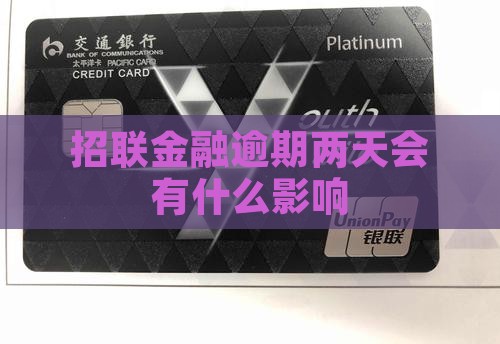 交通銀行
BANK OF COMMUNICATIONS
太平洋卡 PACIFIC CARD
CREDIT CARD
Platinum
outh
招联金融逾期两天会
有什么影响
UnionPay
银联